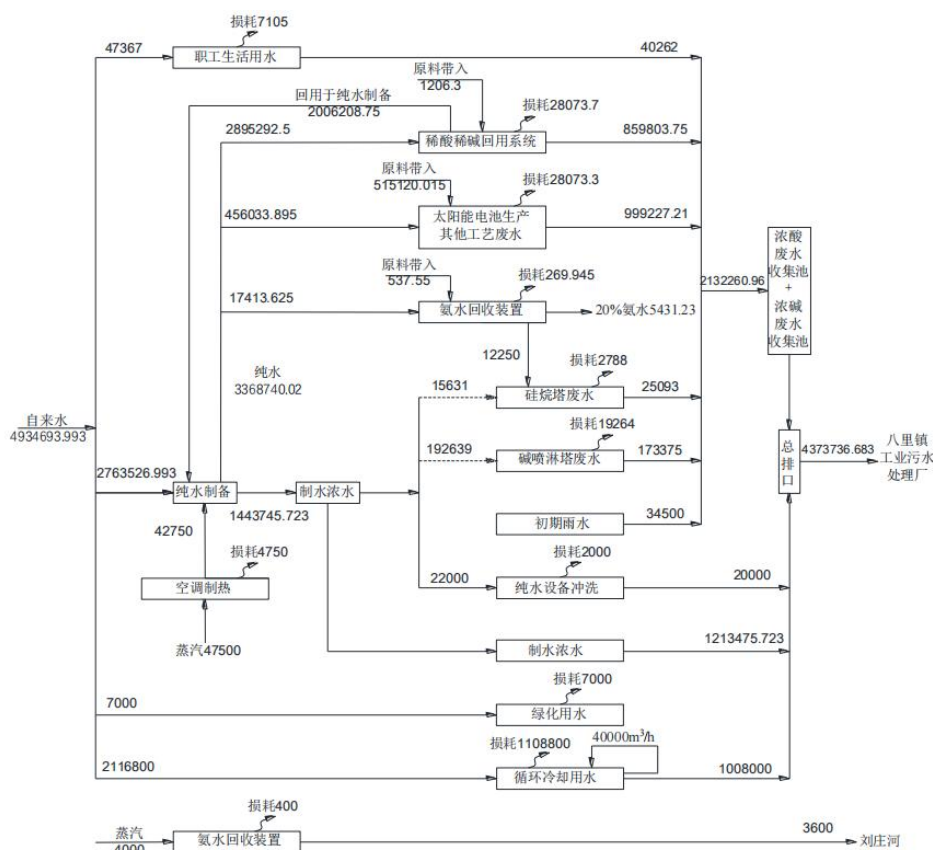 损耗7105
47367
职工生活用水
40262
原料带入
1206.3
回用于纯水制备
2006208.75
损耗28073.7
2895292.5
稀酸稀碱回用系统
859803.75
原料带入
515120.015
损耗28073.3
456033.895
太阳能电池生产
其他工艺废水
999227.21
浓酸
废水
收集池
+
浓碱
废水
收集池
2132260.96
原料带入
537.55
损耗269.945
17413.625
氨水回收装置
20%氨水5431.23
12250
纯水
3368740.02
损耗2788
15631
硅烷塔废水
25093
自来水
4934693.993
损耗19264
192639
碱喷淋塔废水
173375
总
排
口
4373736.683
八里镇
工业污水
处理厂
2763526.993
纯水制备
1443745.723
制水浓水
初期雨水
34500
42750
损耗4750
空调制热
蒸汽47500
损耗2000
22000
纯水设备冲洗
20000
制水浓水
1213475.723
损耗7000
7000
绿化用水
损耗1108800
40000m³/h
2116800
循环冷却用水
1008000
损耗400
蒸汽
4000
氨水回收装置
3600
刘庄河